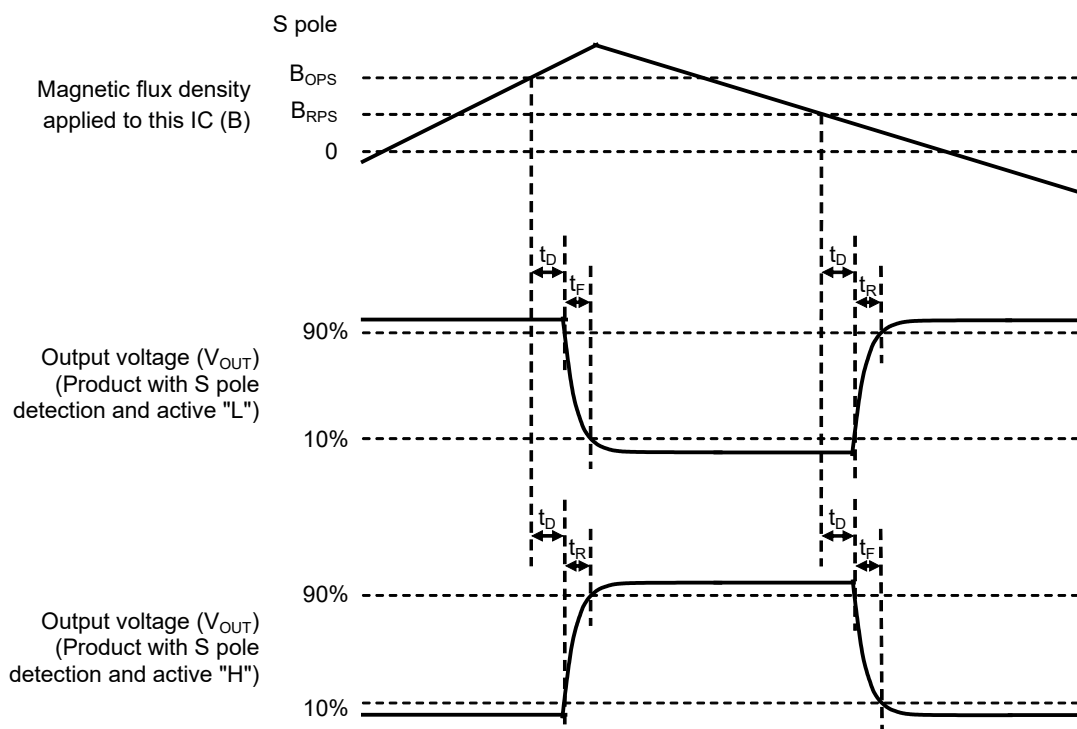 S pole
Magnetic flux density
applied to this IC (B)
BOPS
BRPS
0
tD
tF
tD
tR
90%
Output voltage (VOUT)
(Product with S pole
detection and active "L")
10%
tD
tR
tD
tF
90%
Output voltage (VOUT)
(Product with S pole
detection and active "H")
10%